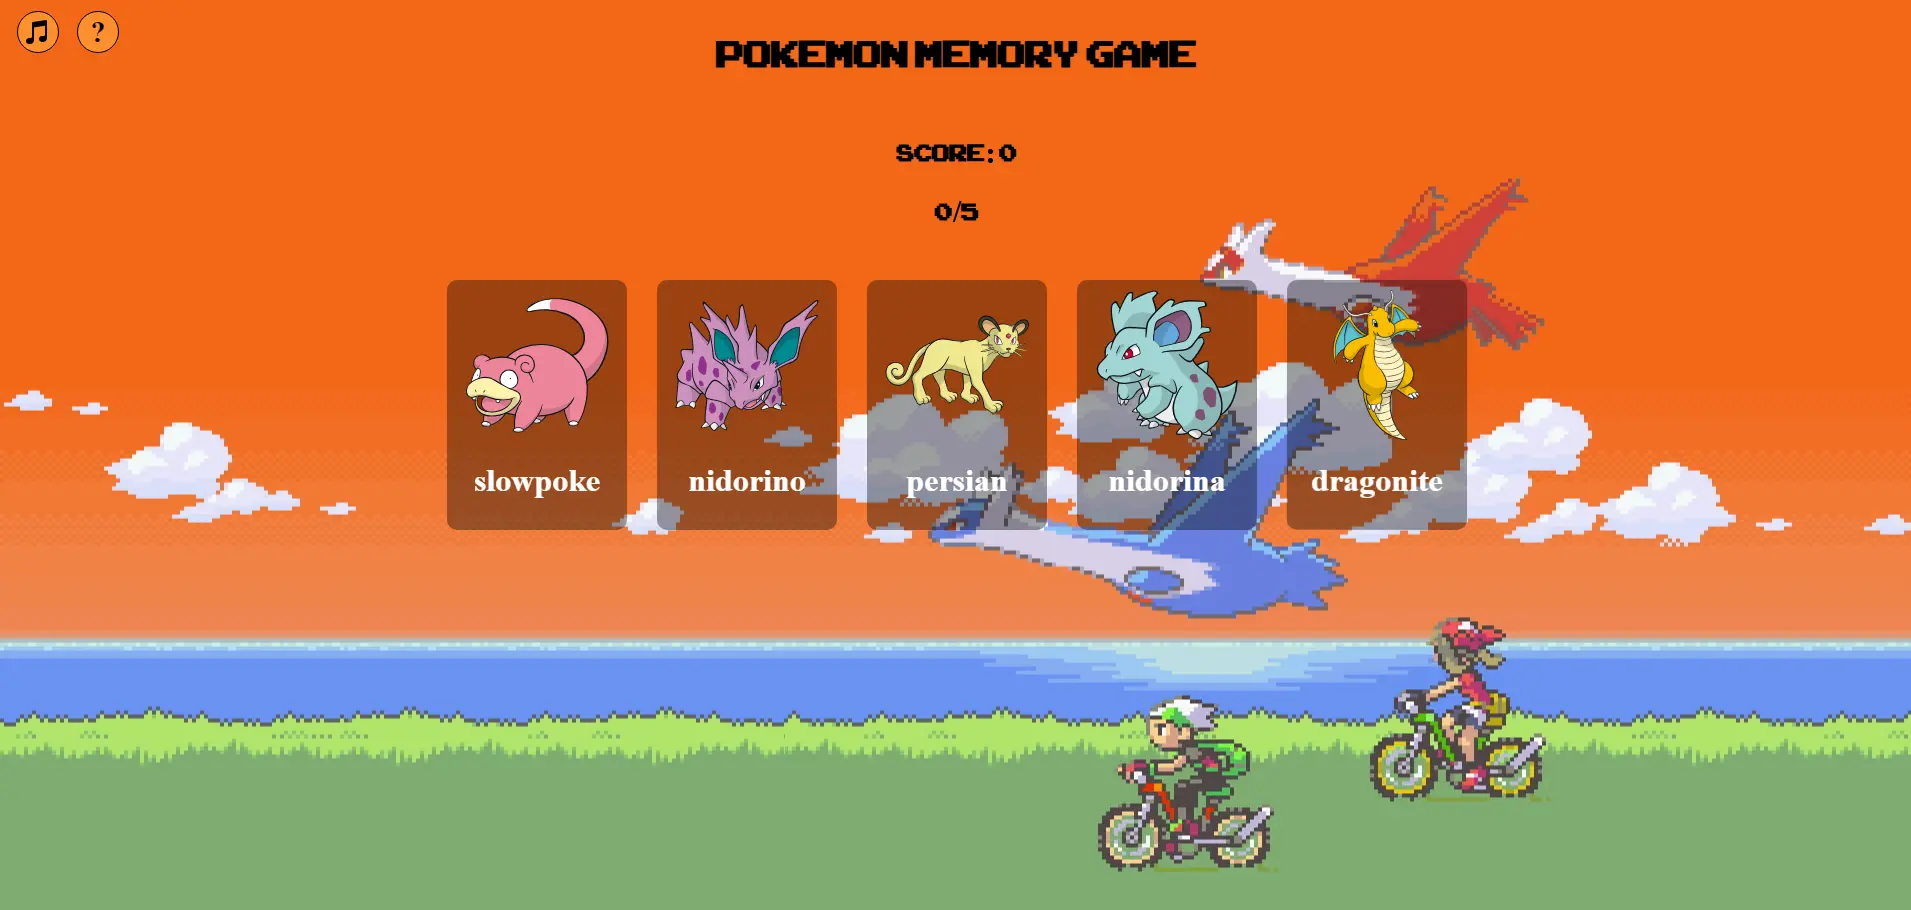 ?
POKEMON MEMORY GAME
SCORE: 0
0/5
slowpoke
nidorino
persian
nidorina
dragonite